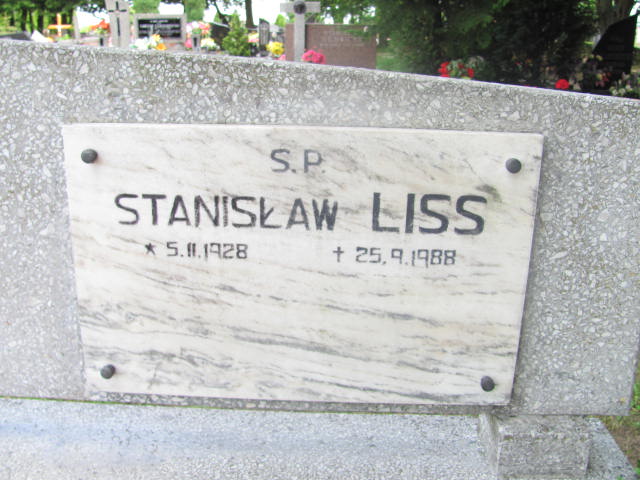 S.P.
STANISŁAW LISS
* 5.11.1928 † 25.9.1988